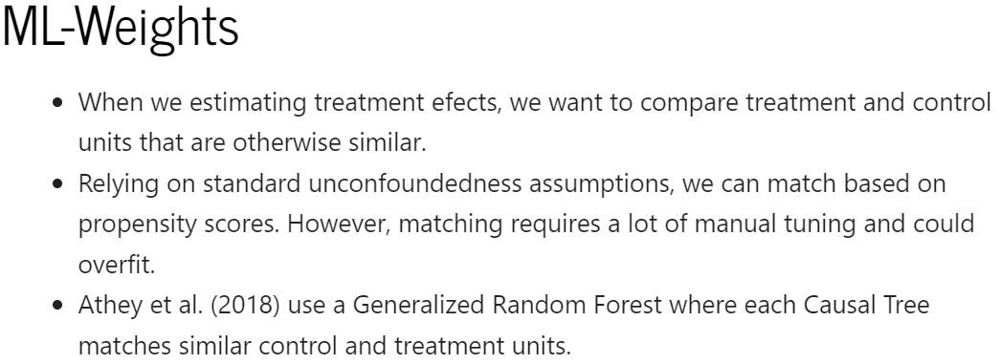 ML-Weights
• When we estimating treatment efects, we want to compare treatment and control
units that are otherwise similar.
• Relying on standard unconfoundedness assumptions, we can match based on
propensity scores. However, matching requires a lot of manual tuning and could
overfit.
• Athey et al. (2018) use a Generalized Random Forest where each Causal Tree
matches similar control and treatment units.